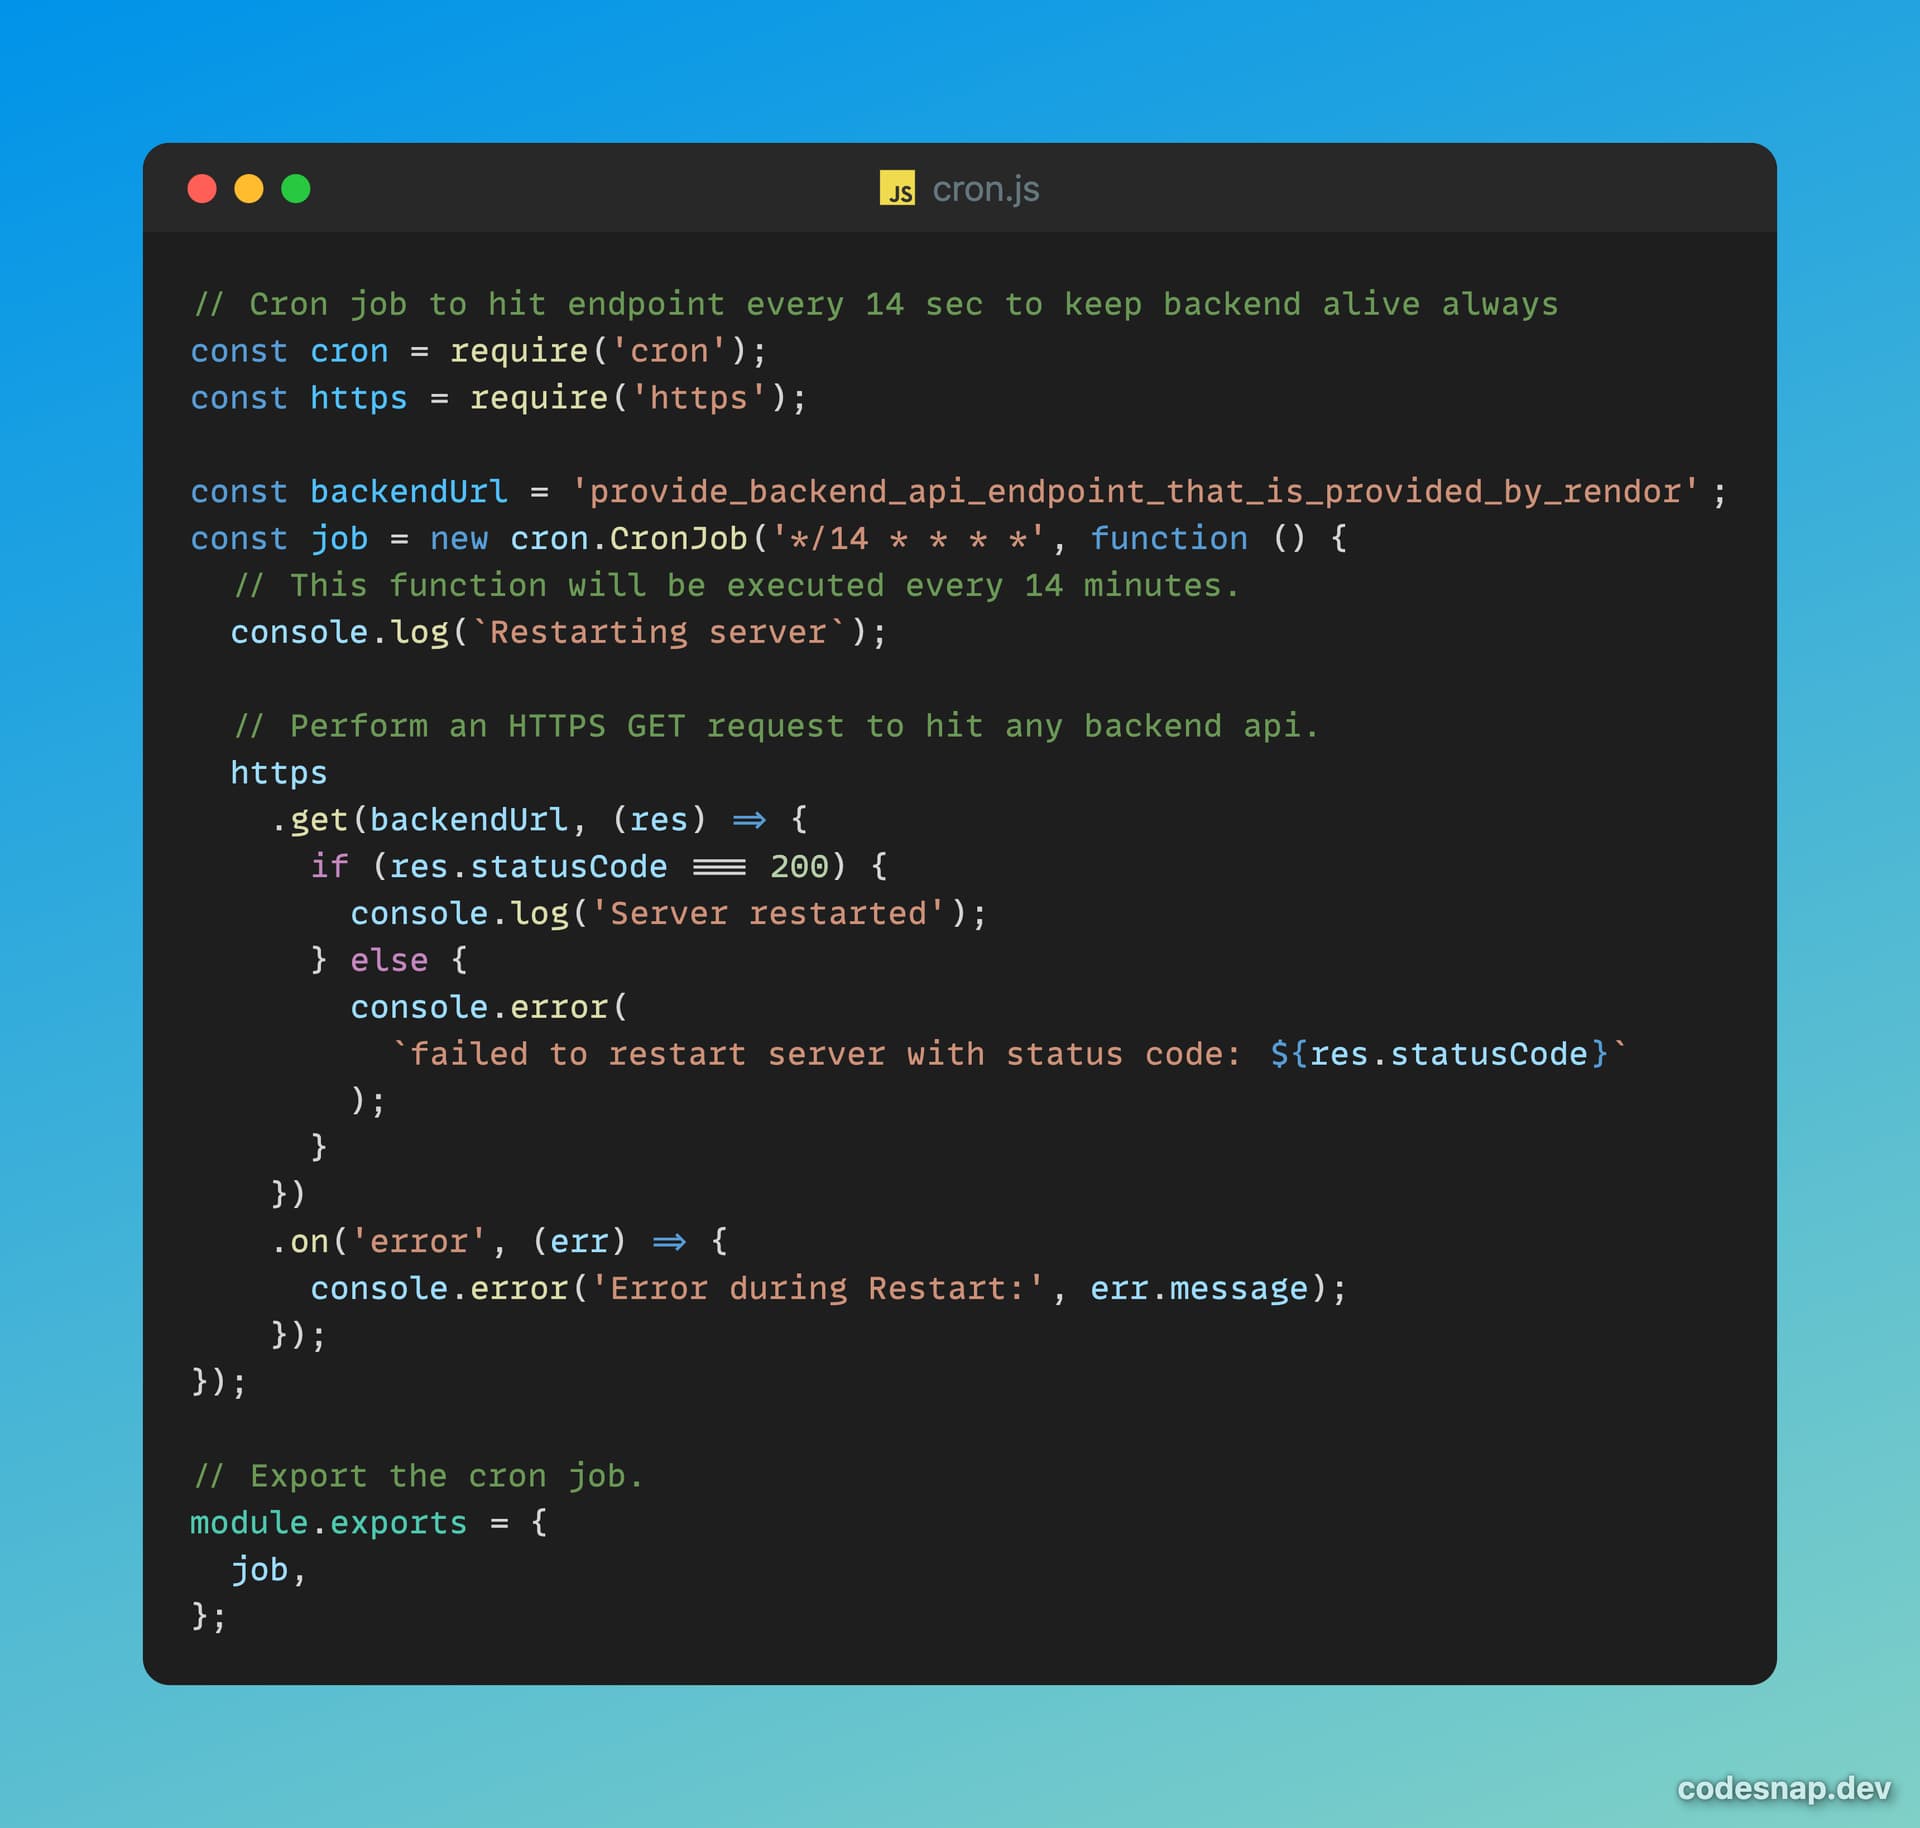 JS cron.js
// Cron job to hit endpoint every 14 sec to keep backend alive always
const cron = require('cron');
const https = require('https');
const backendUrl = 'provide_backend_api_endpoint_that_is_provided_by_rendor' ;
const job = new cron.CronJob('*/14 * * * *', function () {
  // This function will be executed every 14 minutes.
  console.log(`Restarting server`);
  // Perform an HTTPS GET request to hit any backend api.
  https
    .get(backendUrl, (res) => {
      if (res.statusCode === 200) {
        console.log('Server restarted');
      } else {
        console.error(
          `failed to restart server with status code: ${res.statusCode}`
        );
      }
    })
    .on('error', (err) => {
      console.error('Error during Restart:', err.message);
    });
});
// Export the cron job.
module.exports = {
  job,
};
codesnap.dev